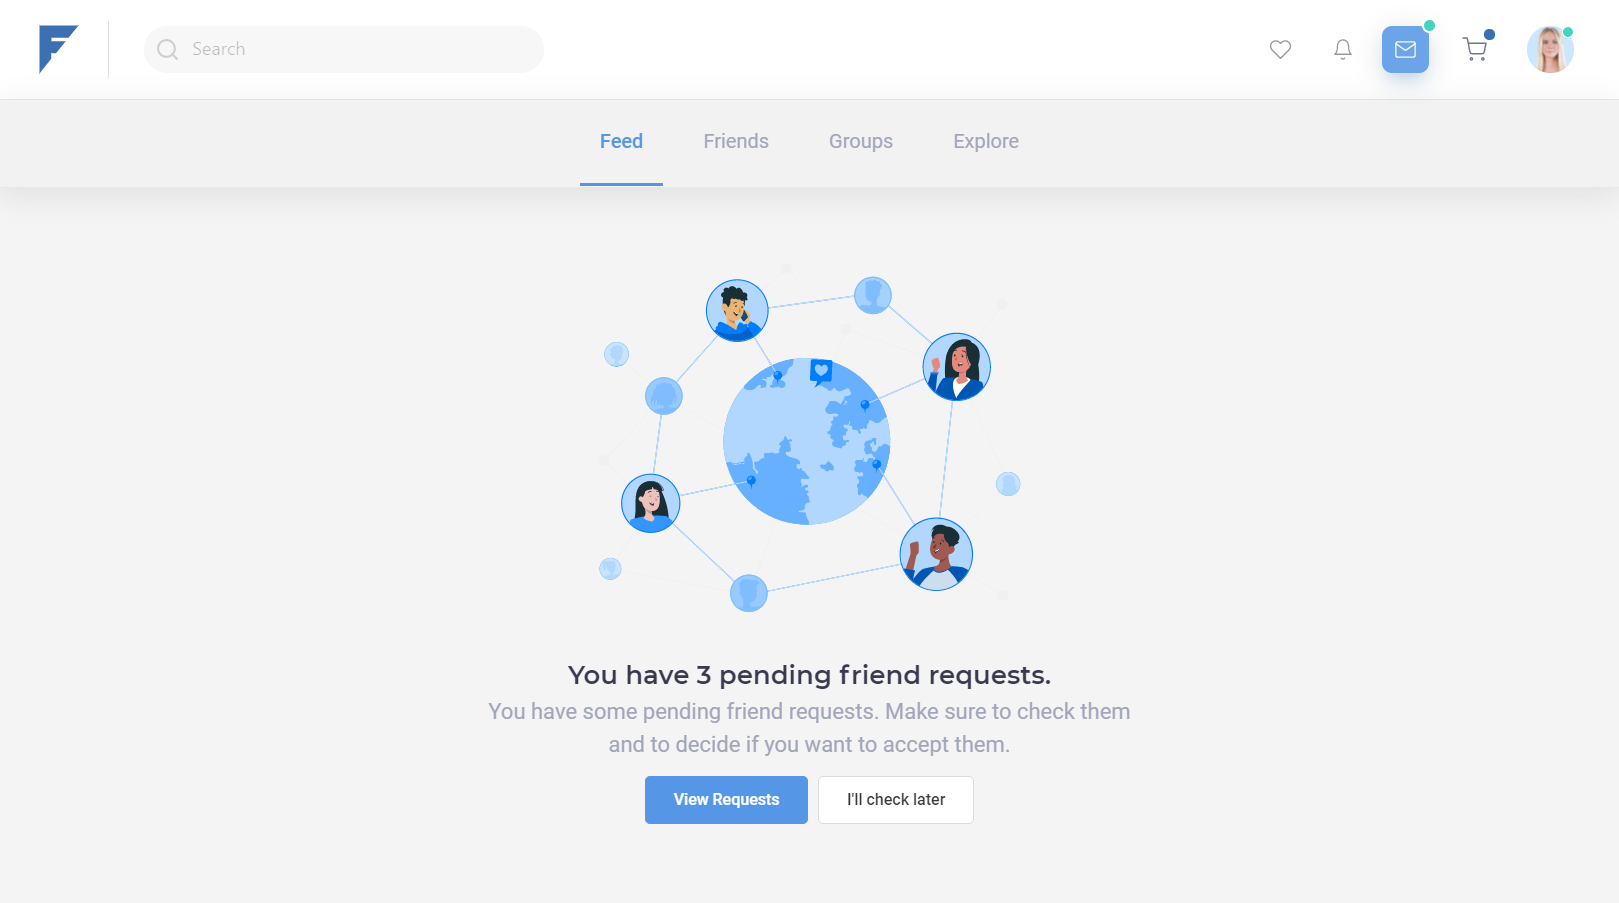 Search
Feed
Friends
Groups
Explore
You have 3 pending friend requests.
You have some pending friend requests. Make sure to check them
and to decide if you want to accept them.
View Requests
I'll check later